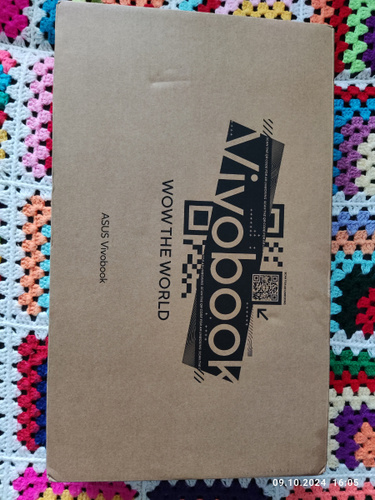 Vivobook
WOW THE WORLD
ASUS Vivobook
09.10.2024 16:05